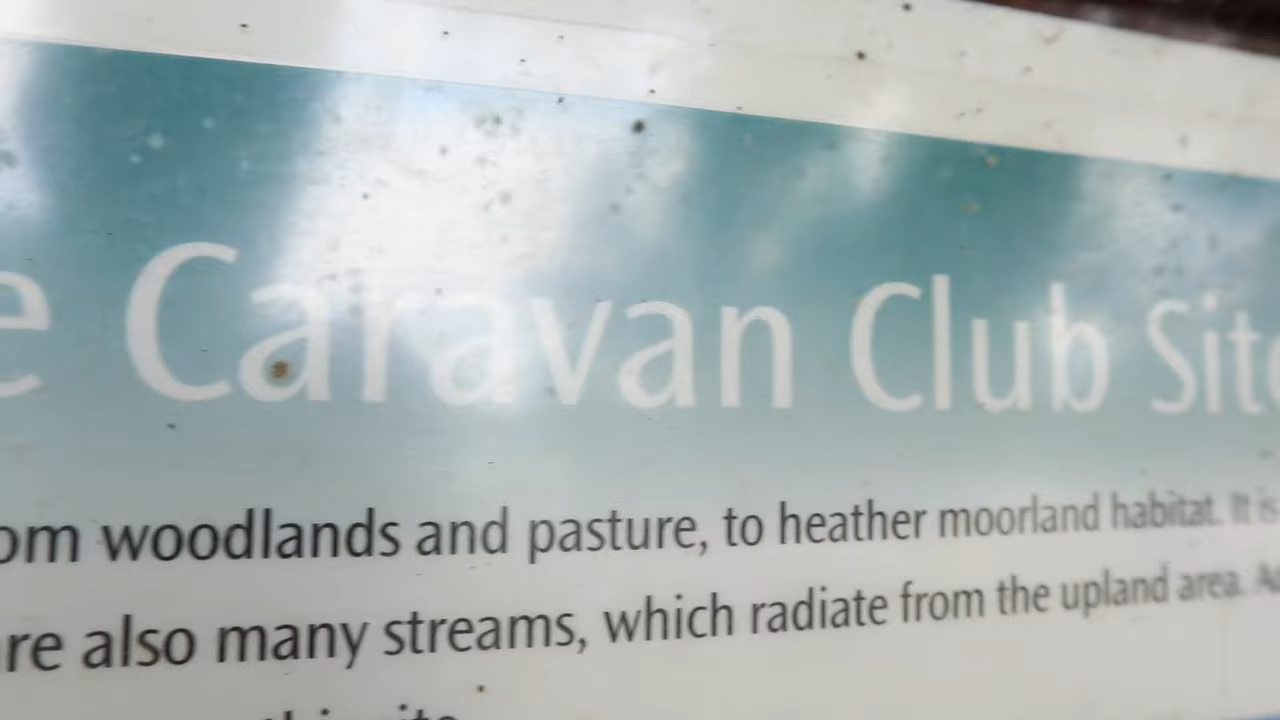 e Caravan Club Site
om woodlands and pasture, to heather moorland habitat. It is
re also many streams, which radiate from the upland area.